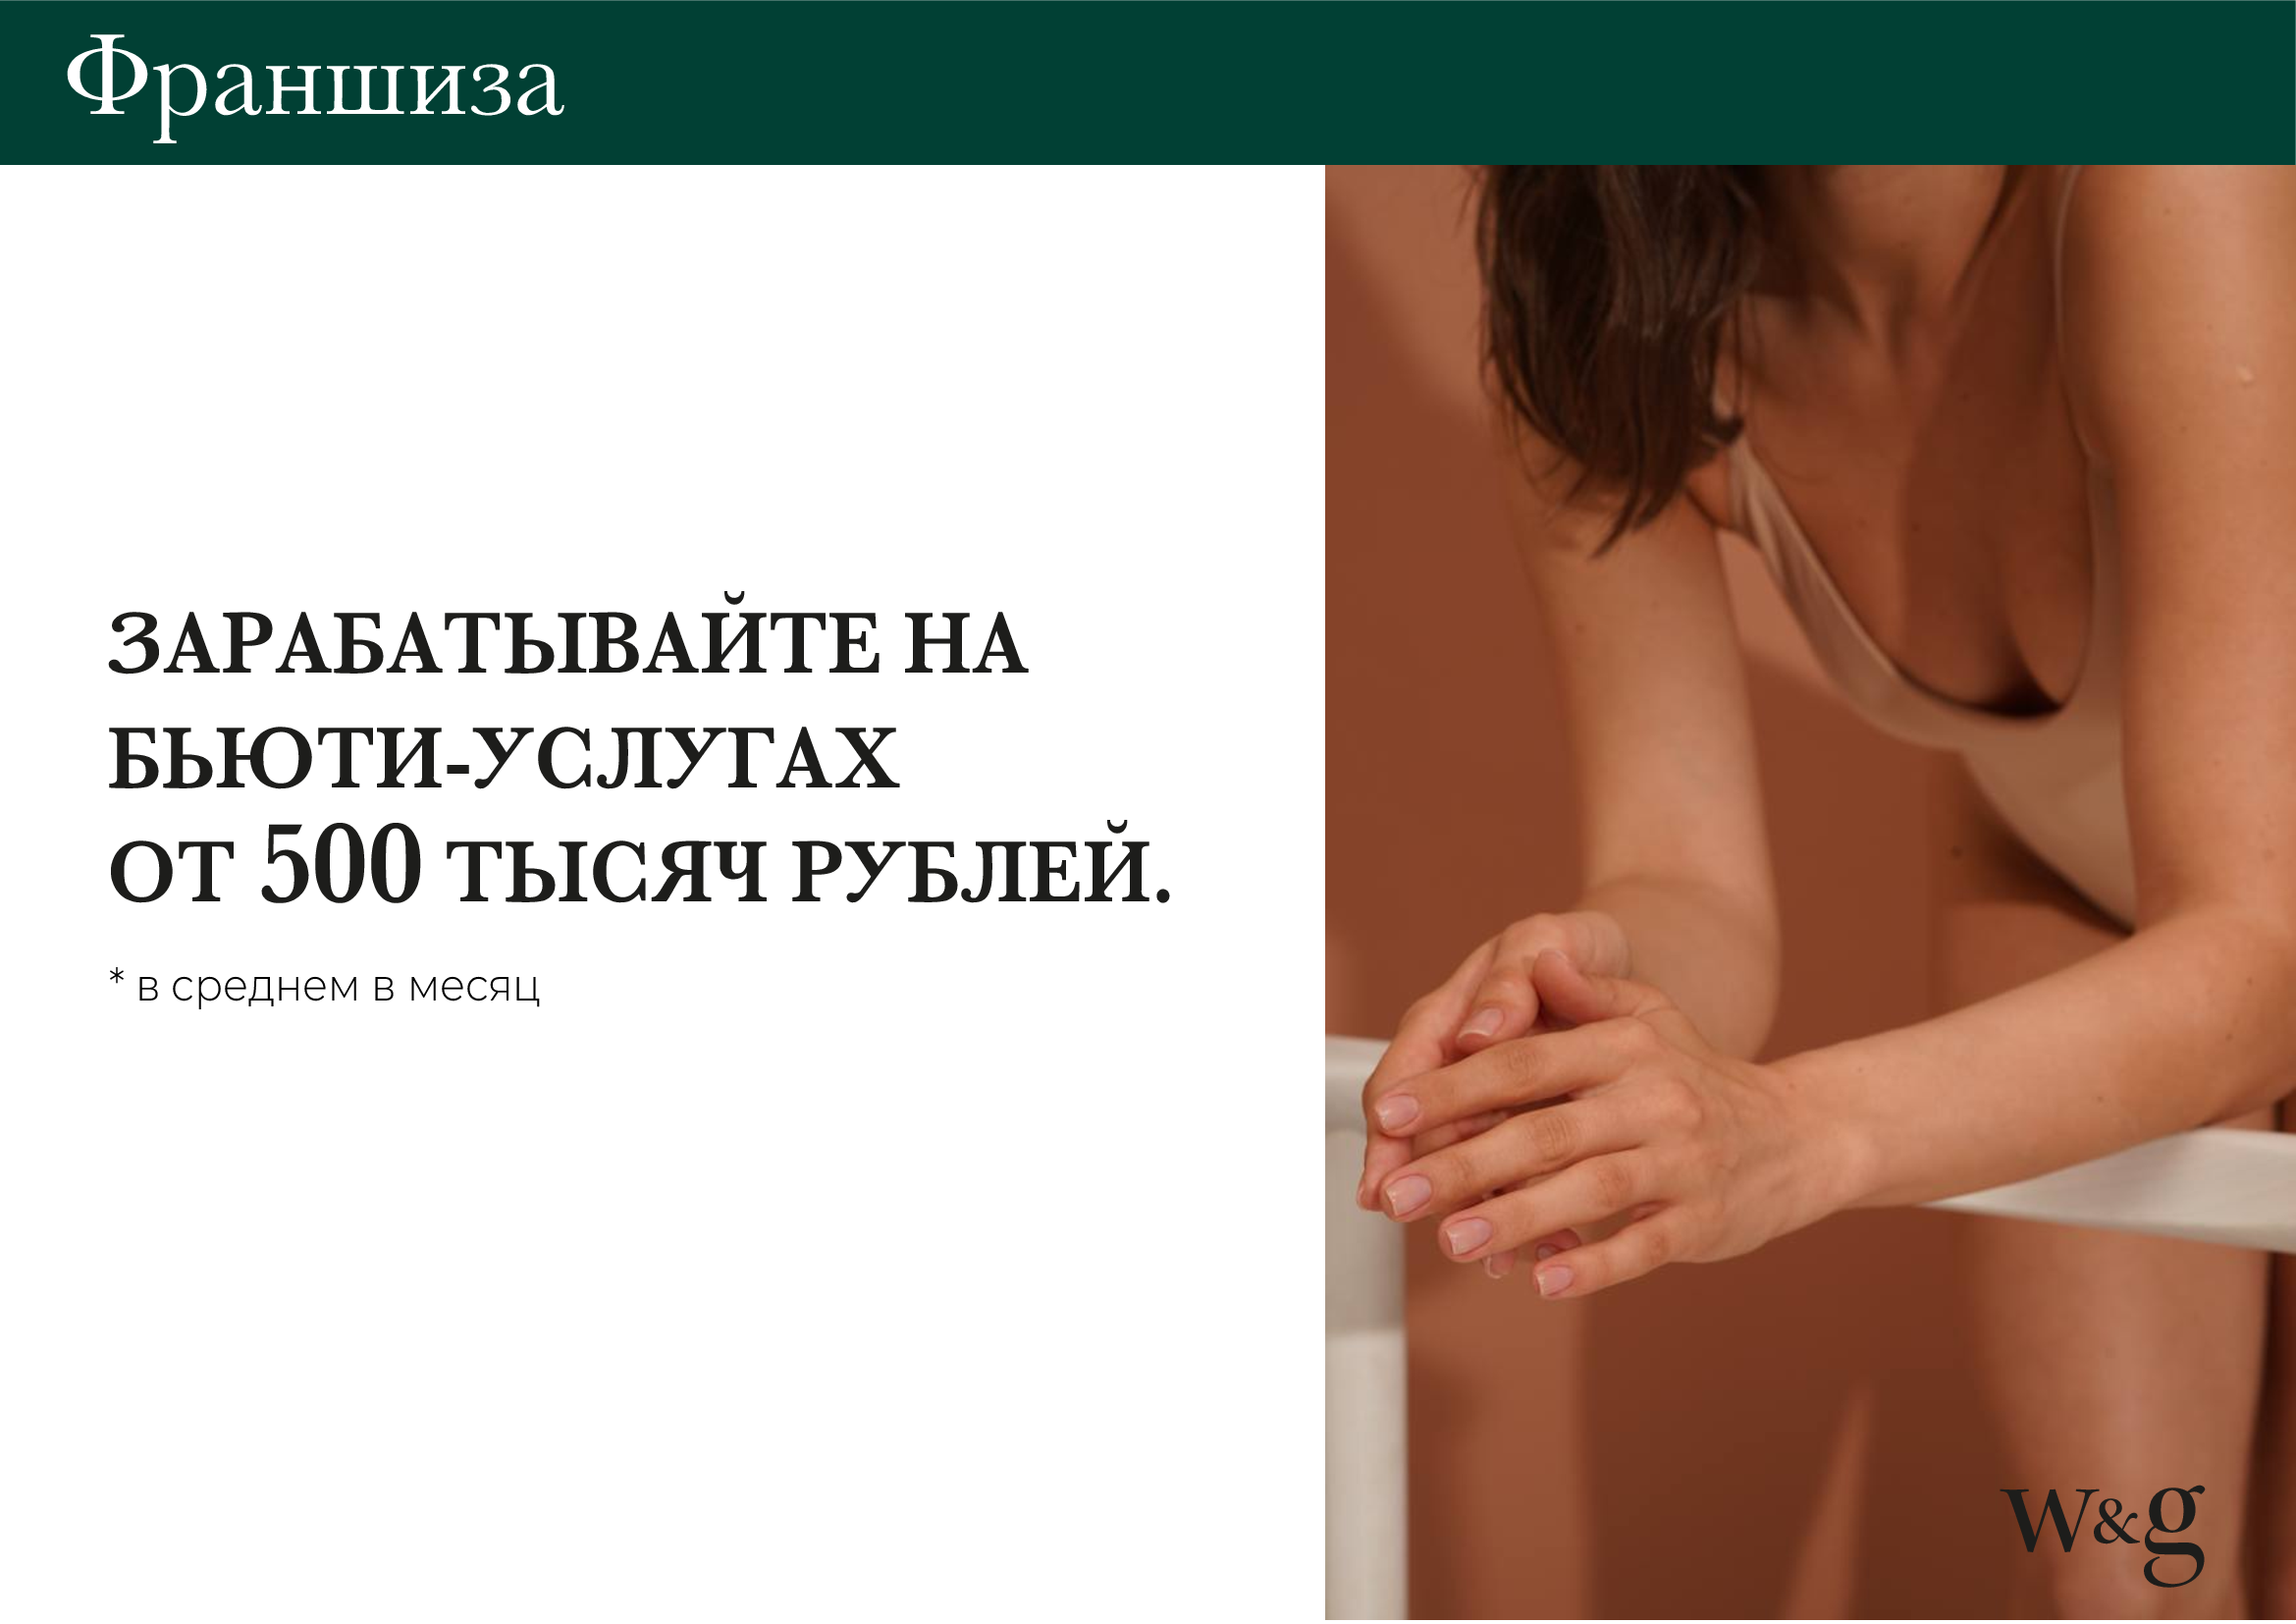 Франшиза
ЗАРАБАТЫВАЙТЕ НА
БЬЮТИ-УСЛУГАХ
ОТ 500 ТЫСЯЧ РУБЛЕЙ.
* в среднем в месяц
w&g